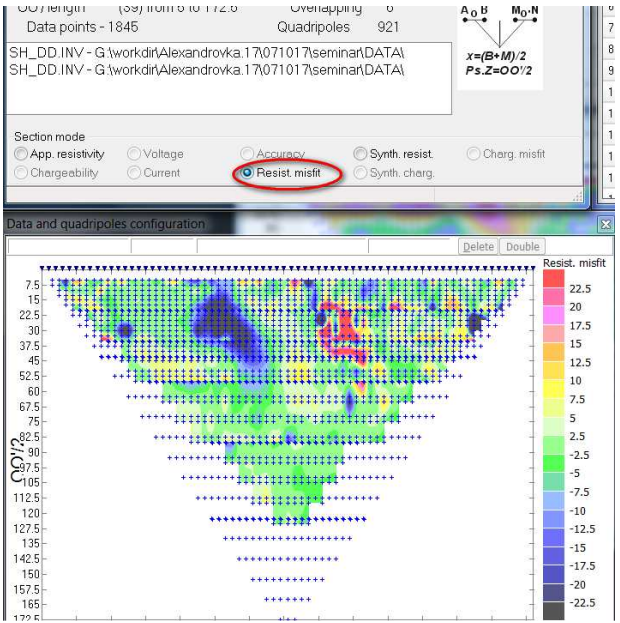 OO'/length (39) from 6 to 172.6 Overlapping 6
Data points - 1845 Quadripoles 921
A O B M O' N
x=(B+M)/2
Ps.Z=OO'/2
SH_DD.INV - G:\workdir\Alexandrovka.17\071017\seminar\DATA\
SH_DD.INV - G:\workdir\Alexandrovka.17\071017\seminar\DATA\
Section mode
App. resistivity Voltage Accuracy Synth. resist. Charg. misfit
Chargeability Current Resist. misfit Synth. charg.
Data and quadripoles configuration
Delete Double
Resist. misfit
7.5
15
22.5
30
37.5
45
52.5
60
67.5
75
82.5
90
97.5
105
112.5
120
127.5
135
142.5
150
157.5
165
172.5
OO'/2
22.5
20
17.5
15
12.5
10
7.5
5
2.5
-2.5
-5
-7.5
-10
-12.5
-15
-17.5
-20
-22.5